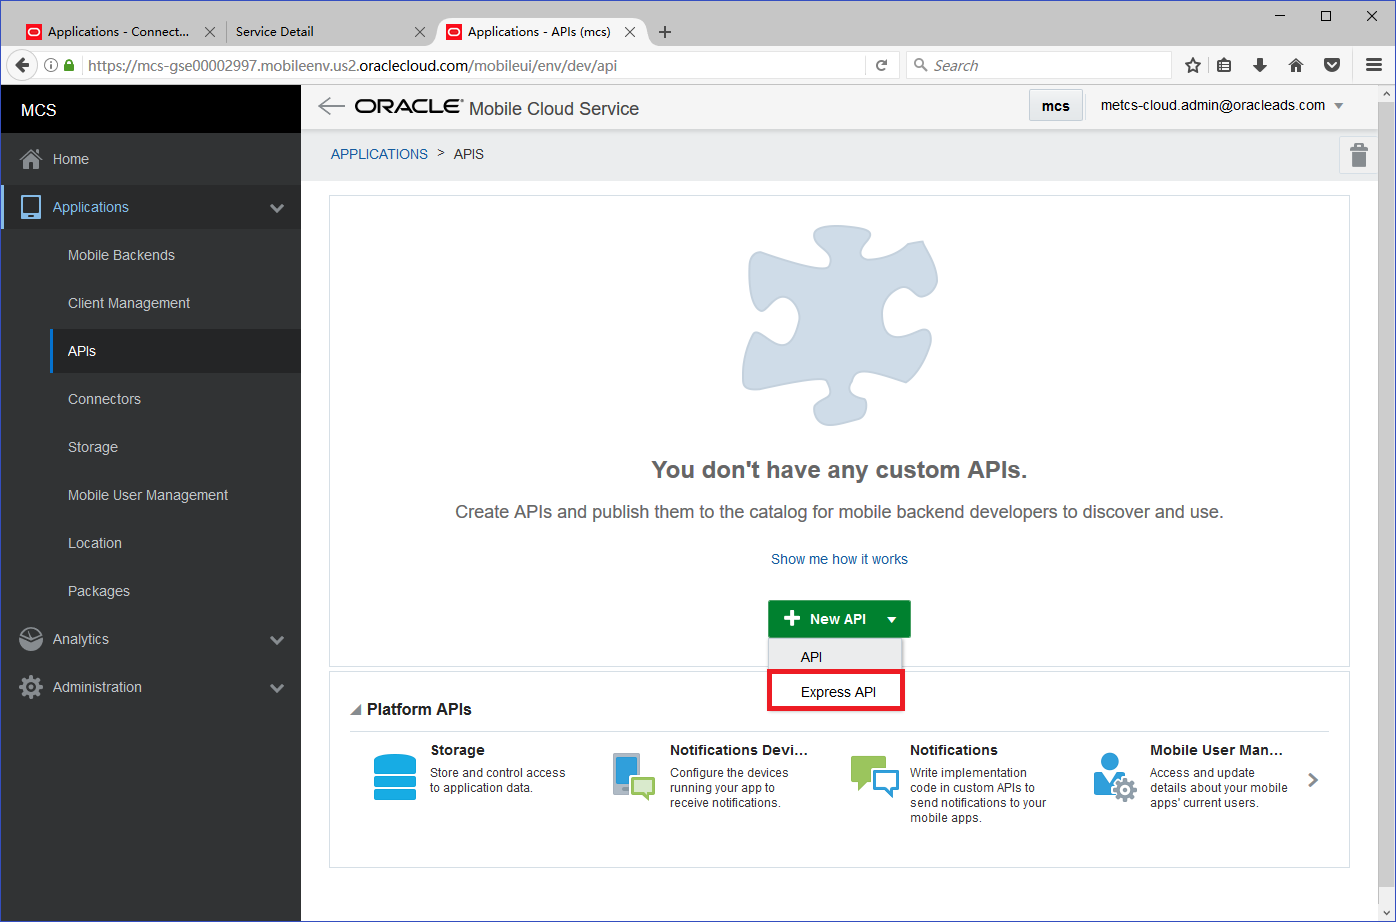 Applications - Connect...
Service Detail
Applications - APIs (mcs)
https://mcs-gse00002997.mobileenv.us2.oraclecloud.com/mobileui/env/dev/api
Search
MCS
ORACLE® Mobile Cloud Service
mcs
metcs-cloud.admin@oracleads.com
APPLICATIONS > APIS
Home
Applications
Mobile Backends
Client Management
APIs
Connectors
Storage
Mobile User Management
Location
Packages
Analytics
Administration
You don't have any custom APIs.
Create APIs and publish them to the catalog for mobile backend developers to discover and use.
Show me how it works
New API
API
Express API
Platform APIs
Storage
Store and control access
to application data.
Notifications Devi...
Configure the devices
running your app to
receive notifications.
Notifications
Write implementation
code in custom APIs to
send notifications to your
mobile apps.
Mobile User Man...
Access and update
details about your mobile
apps' current users.